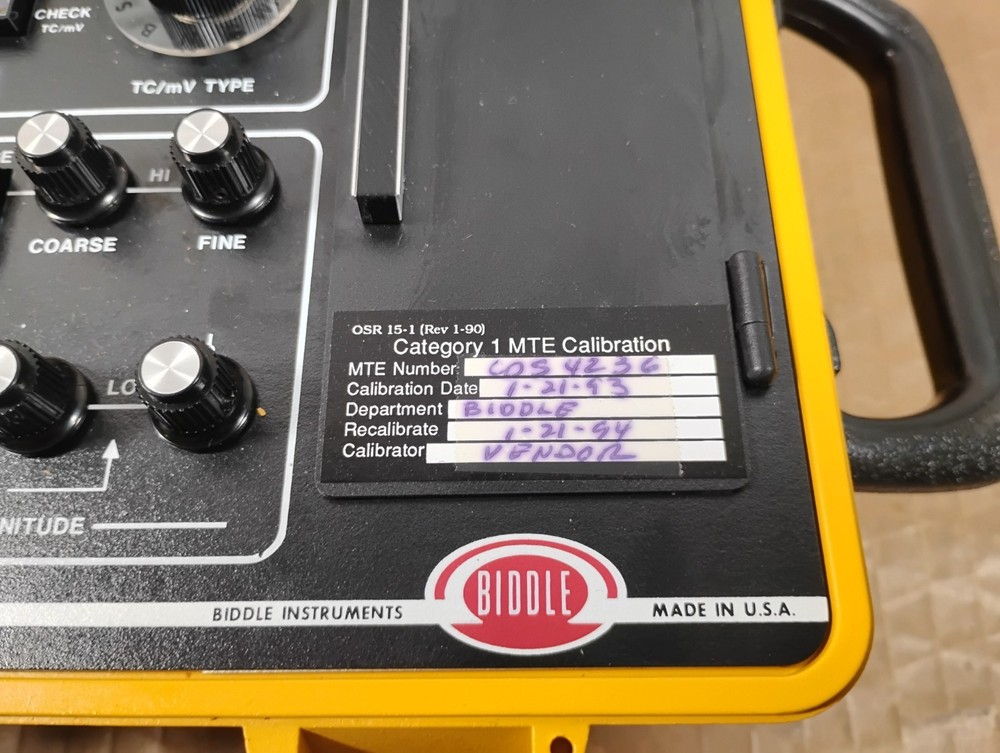 CHECK
TC/mV
TC/mV TYPE
HI
COARSE
FINE
OSR 15-1 (Rev 1-90)
Category 1 MTE Calibration
MTE Number: COS 4236
Calibration Date 1-21-93
Department BIDDLE
Recalibrate 1-21-94
Calibrator VENDOR
LO
NITUDE
BIDDLE INSTRUMENTS
BIDDLE
MADE IN U.S.A.